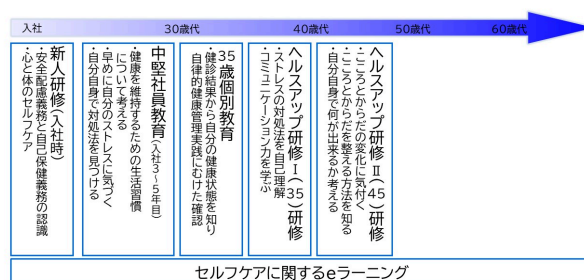 入社
30歳代
40歳代
50歳代
60歳代
新人研修（入社時）
・安全配慮義務と自己保健義務の認識
・心と体のセルフケア
中堅社員教育（入社3～5年目）
・健康を維持するための生活習慣
について考える
・早めに自分のストレスに気づく
・自分自身で対処法を見つける
35歳個別教育
・健診結果から自分の健康状態を知り
自律的健康管理実践にむけた確認
ヘルスアップ研修Ⅰ（35）研修
・ストレスの対処法を自己理解
・コミュニケーション力を学ぶ
ヘルスアップ研修Ⅱ（45）研修
・こころとからだの変化に気付く
・こころとからだを整える方法を知る
・自分自身で何が出来るか考える
セルフケアに関するeラーニング